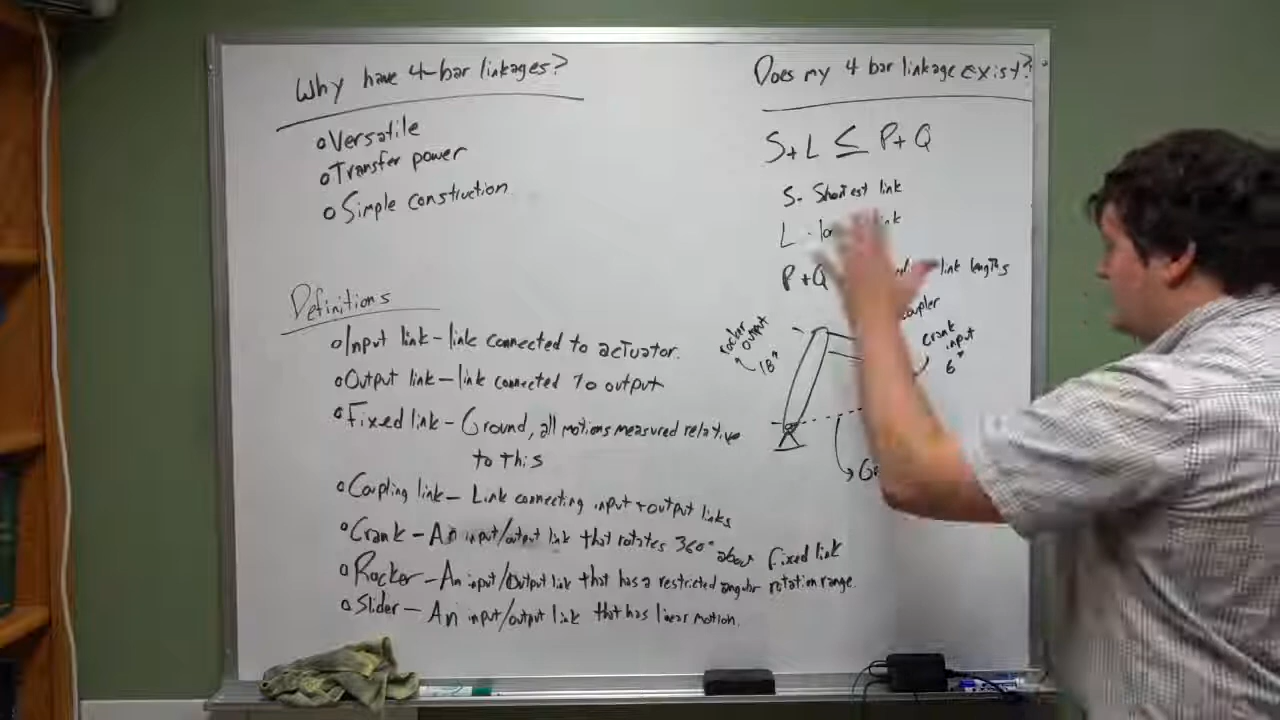 Why have 4-bar linkages?
Versatile
Transfer power
Simple construction
Definitions
Input link - link connected to actuator.
Output link - link connected to output
Fixed link - Ground, all motions measured relative
to this
Coupling link - Link connecting input + output links
Crank - An input/output link that rotates 360° about fixed link
Rocker - An input/output link that has a restricted angular rotation range.
Slider - An input/output link that has linear motion.
Does my 4 bar linkage exist?
S+L ≤ P+Q
S - Shortest link
L -
P+Q link lengths
rocker
output
18"
crank
input
6"